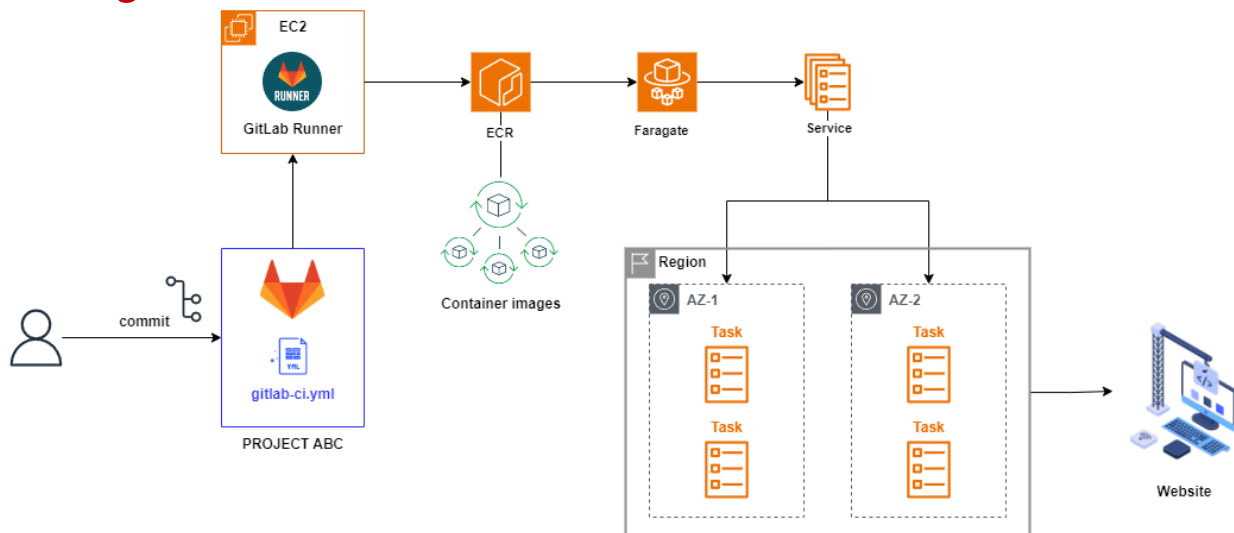 EC2
RUNNER
GitLab Runner
ECR
Faragate
Service
Container images
commit
YML
gitlab-ci.yml
PROJECT ABC
Region
AZ-1
AZ-2
Task
Task
Task
Task
</>
Website